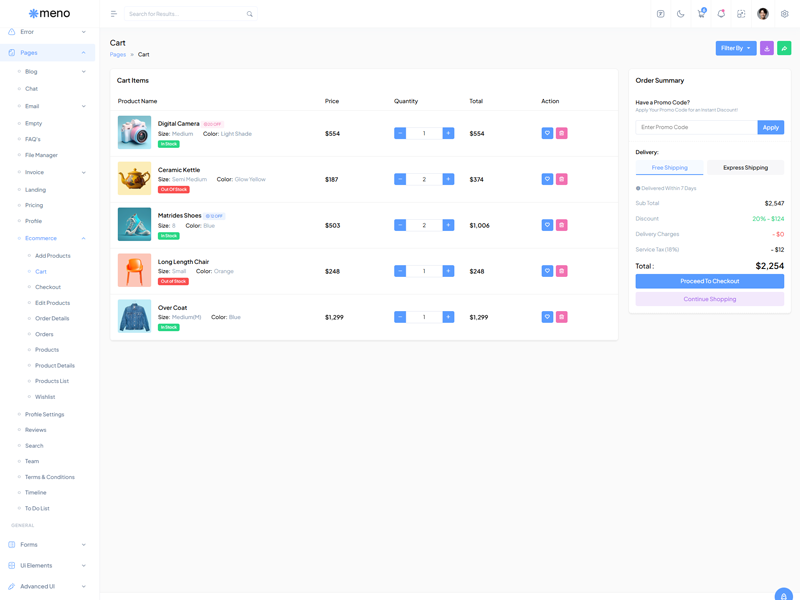 meno
Search for Results...
4
Error
Pages
Blog
Chat
Email
Empty
FAQ's
File Manager
Invoice
Landing
Pricing
Profile
Ecommerce
Add Products
Cart
Checkout
Edit Products
Order Details
Orders
Products
Product Details
Products List
Wishlist
Profile Settings
Reviews
Search
Team
Terms & Conditions
Timeline
To Do List
GENERAL
Forms
Ui Elements
Advanced UI
Cart
Pages Cart
Filter By
Cart Items
Product Name Price Quantity Total Action
Digital Camera
Size: Medium Color: Light Shade
In Stock
$554 - 1 + $554
Ceramic Kettle
Size: Sami Medium Color: Glow Yellow
Out Of Stock
$187 - 2 + $374
Matrides Shoes
Size: 8 Color: Blue
In Stock
$503 - 2 + $1,006
Long Length Chair
Size: Small Color: Orange
Out of Stock
$248 - 1 + $248
Over Coat
Size: Medium(M) Color: Blue
In Stock
$1,299 - 1 + $1,299
Order Summary
Have a Promo Code?
Apply Your Promo Code for an Instant Discount!
Enter Promo Code Apply
Delivery:
Free Shipping Express Shipping
Delivered Within 7 Days
Sub Total $2,547
Discount 20% - $124
Delivery Charges - $0
Service Tax (18%) - $12
Total : $2,254
Proceed To Checkout
Continue Shopping